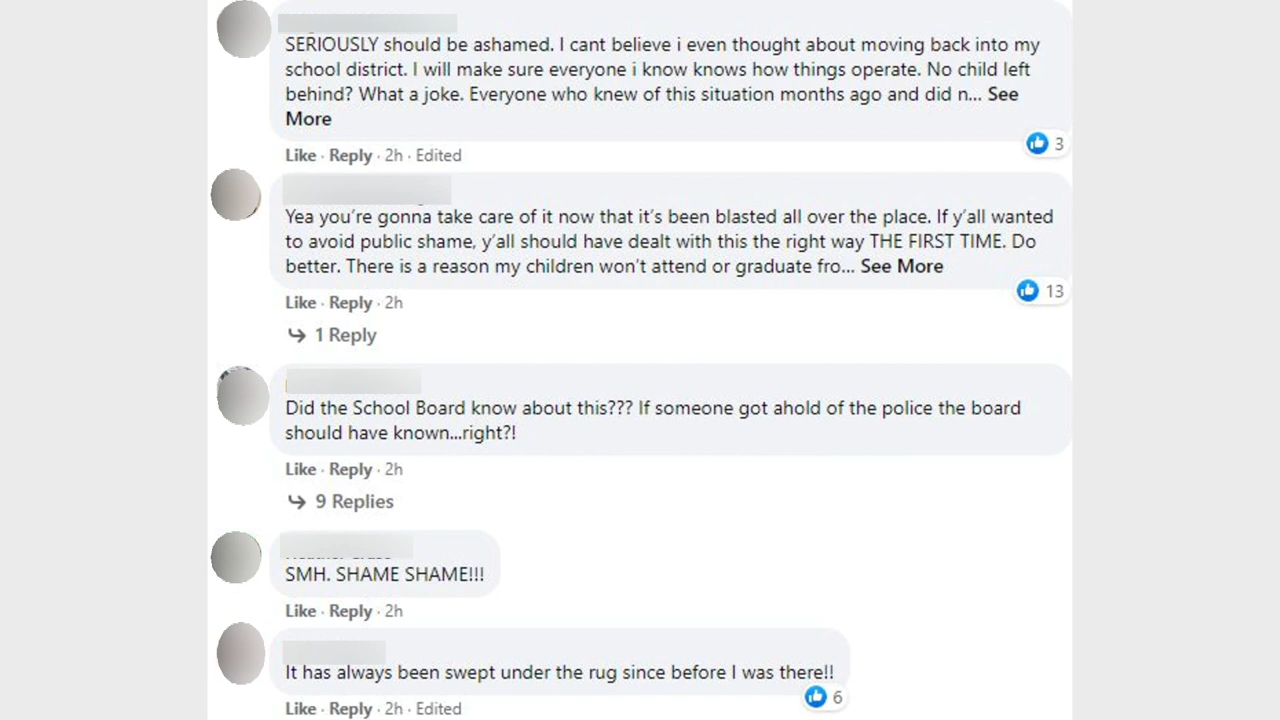 SERIOUSLY should be ashamed. I cant believe i even thought about moving back into my
school district. I will make sure everyone i know knows how things operate. No child left
behind? What a joke. Everyone who knew of this situation months ago and did n... See
More
3
Like · Reply · 2h · Edited
Yea you're gonna take care of it now that it's been blasted all over the place. If y'all wanted
to avoid public shame, y'all should have dealt with this the right way THE FIRST TIME. Do
better. There is a reason my children won't attend or graduate fro... See More
13
Like · Reply · 2h
1 Reply
Did the School Board know about this??? If someone got ahold of the police the board
should have known...right?!
Like · Reply · 2h
9 Replies
SMH. SHAME SHAME!!!
Like · Reply · 2h
It has always been swept under the rug since before I was there!!
6
Like · Reply · 2h · Edited